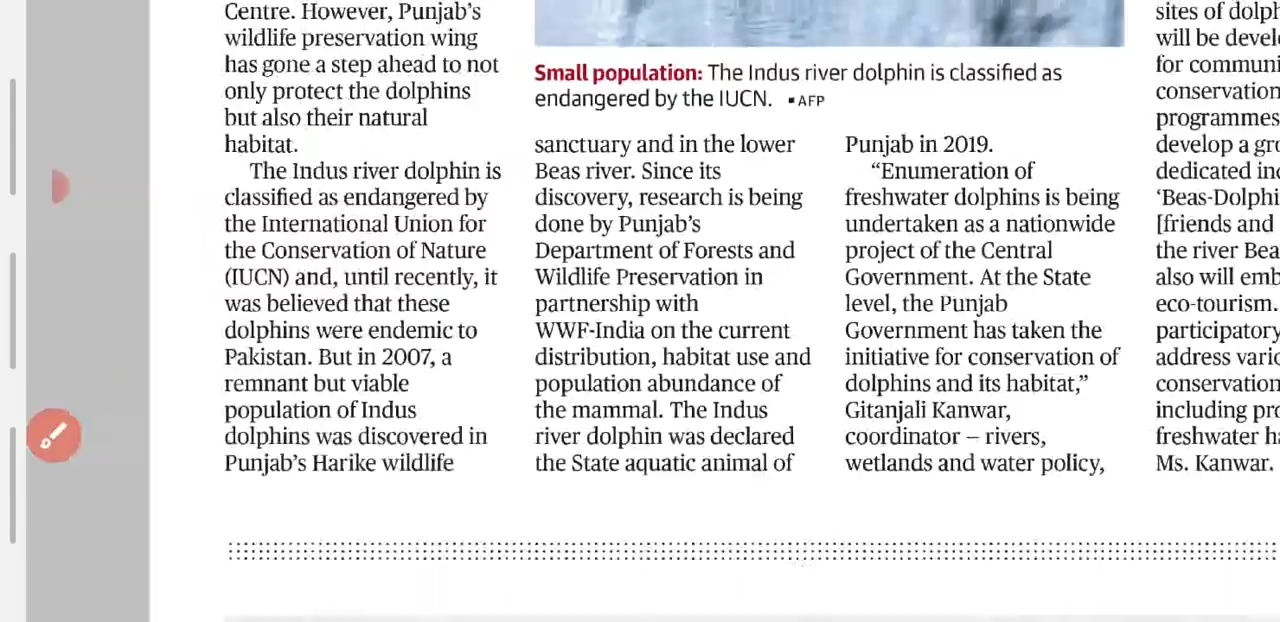 Centre. However, Punjab's
wildlife preservation wing
has gone a step ahead to not
only protect the dolphins
but also their natural
habitat.
The Indus river dolphin is
classified as endangered by
the International Union for
the Conservation of Nature
(IUCN) and, until recently, it
was believed that these
dolphins were endemic to
Pakistan. But in 2007, a
remnant but viable
population of Indus
dolphins was discovered in
Punjab's Harike wildlife
Small population: The Indus river dolphin is classified as
endangered by the IUCN. ▪ AFP
sanctuary and in the lower
Beas river. Since its
discovery, research is being
done by Punjab's
Department of Forests and
Wildlife Preservation in
partnership with
WWF-India on the current
distribution, habitat use and
population abundance of
the mammal. The Indus
river dolphin was declared
the State aquatic animal of
Punjab in 2019.
“Enumeration of
freshwater dolphins is being
undertaken as a nationwide
project of the Central
Government. At the State
level, the Punjab
Government has taken the
initiative for conservation of
dolphins and its habitat,”
Gitanjali Kanwar,
coordinator – rivers,
wetlands and water policy,
sites of
will be
for
conservation
programmes
develop a
dedicated
[friends and
the river
also will
eco-tourism.
participatory
address
conservation
including
freshwater
Ms. Kanwar.